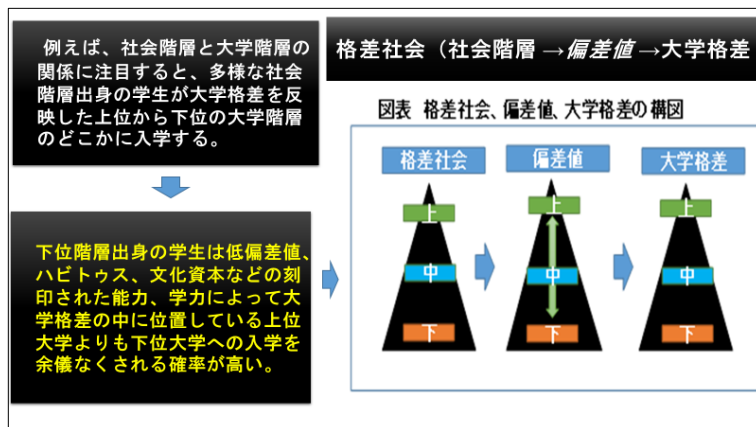 例えば、社会階層と大学階層の
関係に注目すると、多様な社会
階層出身の学生が大学格差を反
映した上位から下位の大学階層
のどこかに入学する。
下位階層出身の学生は低偏差値、
ハビトゥス、文化資本などの刻
印された能力、学力によって大
学格差の中に位置している上位
大学よりも下位大学への入学を
余儀なくされる確率が高い。
格差社会（社会階層→偏差値→大学格差
図表 格差社会、偏差値、大学格差の構図
格差社会 偏差値 大学格差
上 上 上
中 中 中
下 下 下